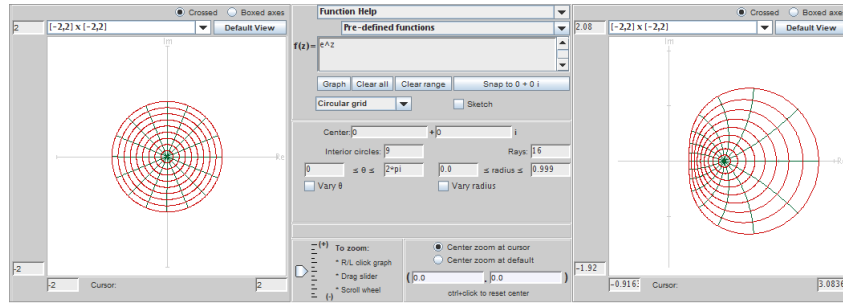 Crossed Boxed axes
2 [-2,2] x [-2,2] Default View
Im
Re
-2
-2 Cursor: 2
Function Help
Pre-defined functions
f(z)= e^z
Graph Clear all Clear range Snap to 0 + 0 i
Circular grid Sketch
Center: 0 + 0 i
Interior circles: 9 Rays: 16
0 ≤ θ ≤ 2*pi 0.0 ≤ radius ≤ 0.999
Vary θ Vary radius
(+) To zoom:
* R/L click graph
* Drag slider
* Scroll wheel
(-)
Center zoom at cursor
Center zoom at default
( 0.0 , 0.0 )
ctrl+click to reset center
Crossed Boxed axes
2.08 [-2,2] x [-2,2] Default View
Im
-1.92
-0.9163 Cursor: 3.0836